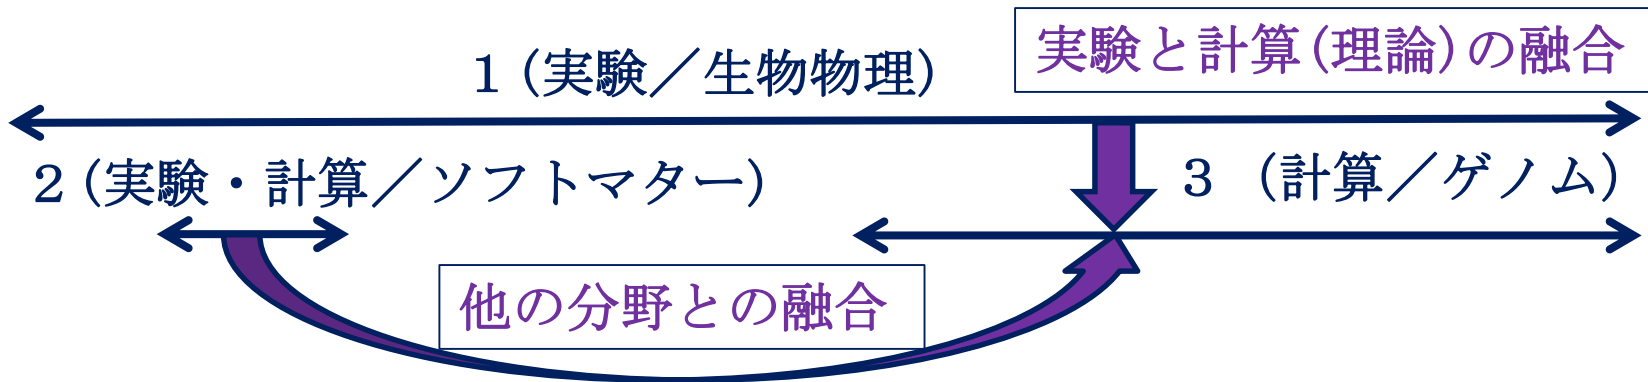 実験と計算(理論)の融合
１(実験／生物物理)
２(実験・計算／ソフトマター)
３ (計算／ゲノム)
他の分野との融合